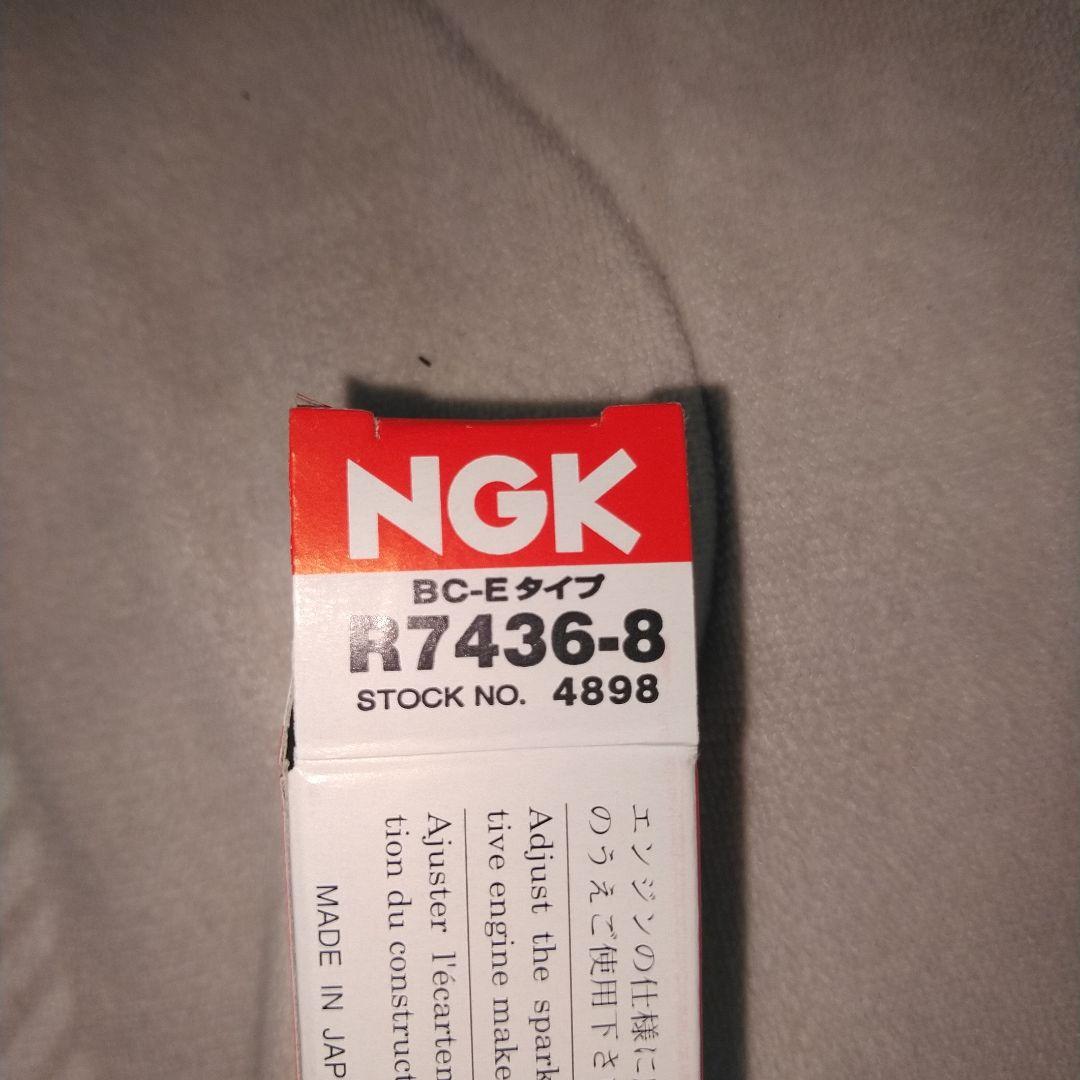 NGK
BC-Eタイプ
R7436-8
STOCK NO. 4898
エンジンの仕様に
のうえご使用下さ
Adjust the spark
tive engine make
Ajuster l'écartem
tion du construct
MADE IN JAP